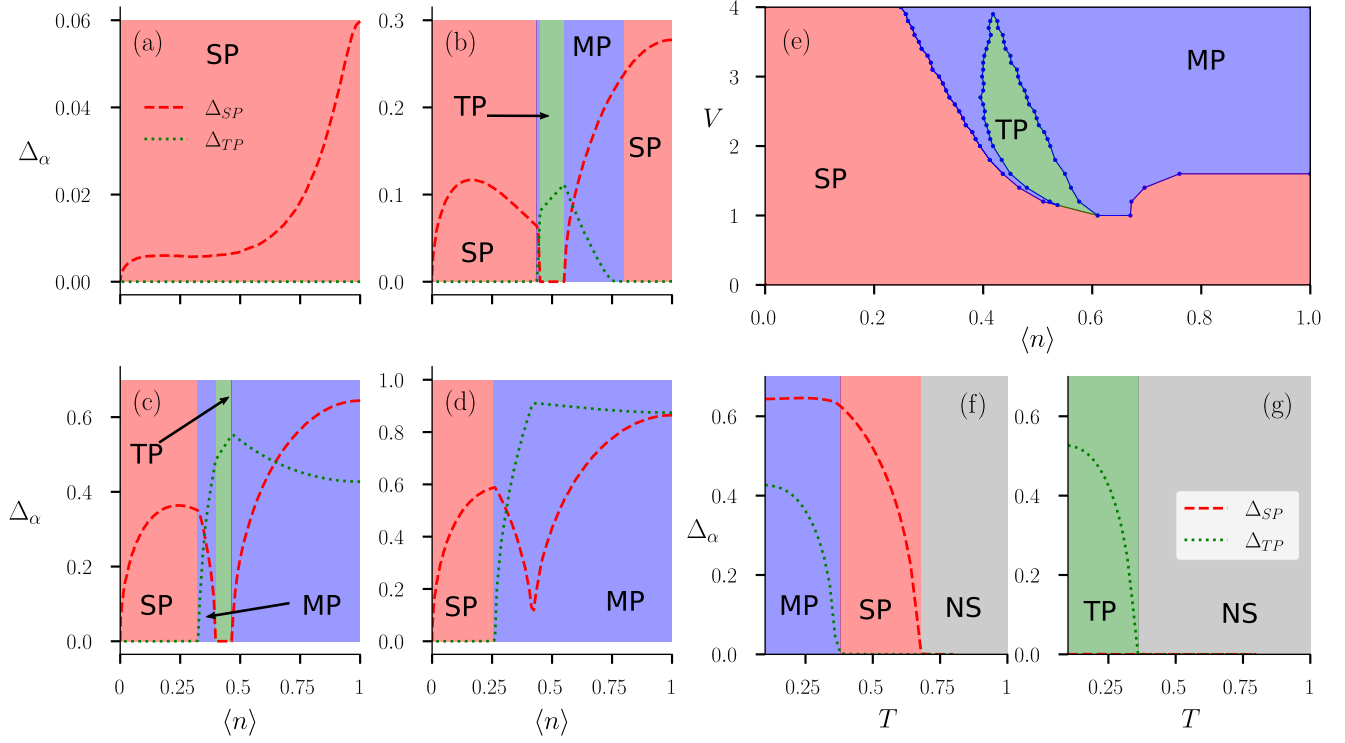 (a)
SP
Δ_SP
Δ_TP
Δ_α
0.06
0.04
0.02
0.00
(b)
MP
TP
SP
SP
0.3
0.2
0.1
0.0
(e)
MP
TP
SP
V
4
3
2
1
0
0.0 0.2 0.4 0.6 0.8 1.0
⟨n⟩
(c)
TP
SP
MP
Δ_α
0.6
0.4
0.2
0.0
0 0.25 0.5 0.75 1
⟨n⟩
(d)
SP
MP
1.0
0.8
0.6
0.4
0.2
0.0
0 0.25 0.5 0.75 1
⟨n⟩
(f)
MP
SP
NS
Δ_α
0.6
0.4
0.2
0.0
0.25 0.5 0.75 1
T
(g)
Δ_SP
Δ_TP
TP
NS
0.6
0.4
0.2
0.0
0.25 0.5 0.75 1
T